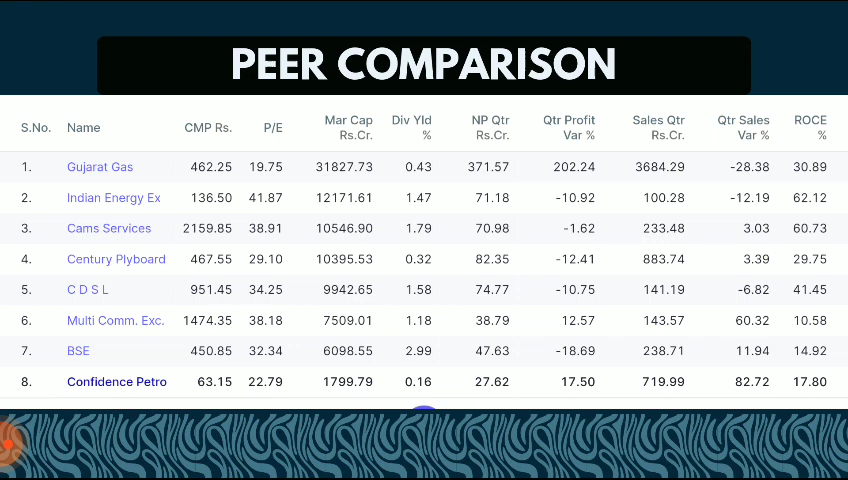 PEER COMPARISON
S.No. Name CMP Rs. P/E Mar Cap Rs.Cr. Div Yld % NP Qtr Rs.Cr. Qtr Profit Var % Sales Qtr Rs.Cr. Qtr Sales Var % ROCE %
1. Gujarat Gas 462.25 19.75 31827.73 0.43 371.57 202.24 3684.29 -28.38 30.89
2. Indian Energy Ex 136.50 41.87 12171.61 1.47 71.18 -10.92 100.28 -12.19 62.12
3. Cams Services 2159.85 38.91 10546.90 1.79 70.98 -1.62 233.48 3.03 60.73
4. Century Plyboard 467.55 29.10 10395.53 0.32 82.35 -12.41 883.74 3.39 29.75
5. C D S L 951.45 34.25 9942.65 1.58 74.77 -10.75 141.19 -6.82 41.45
6. Multi Comm. Exc. 1474.35 38.18 7509.01 1.18 38.79 12.57 143.57 60.32 10.58
7. BSE 450.85 32.34 6098.55 2.99 47.63 -18.69 238.71 11.94 14.92
8. Confidence Petro 63.15 22.79 1799.79 0.16 27.62 17.50 719.99 82.72 17.80